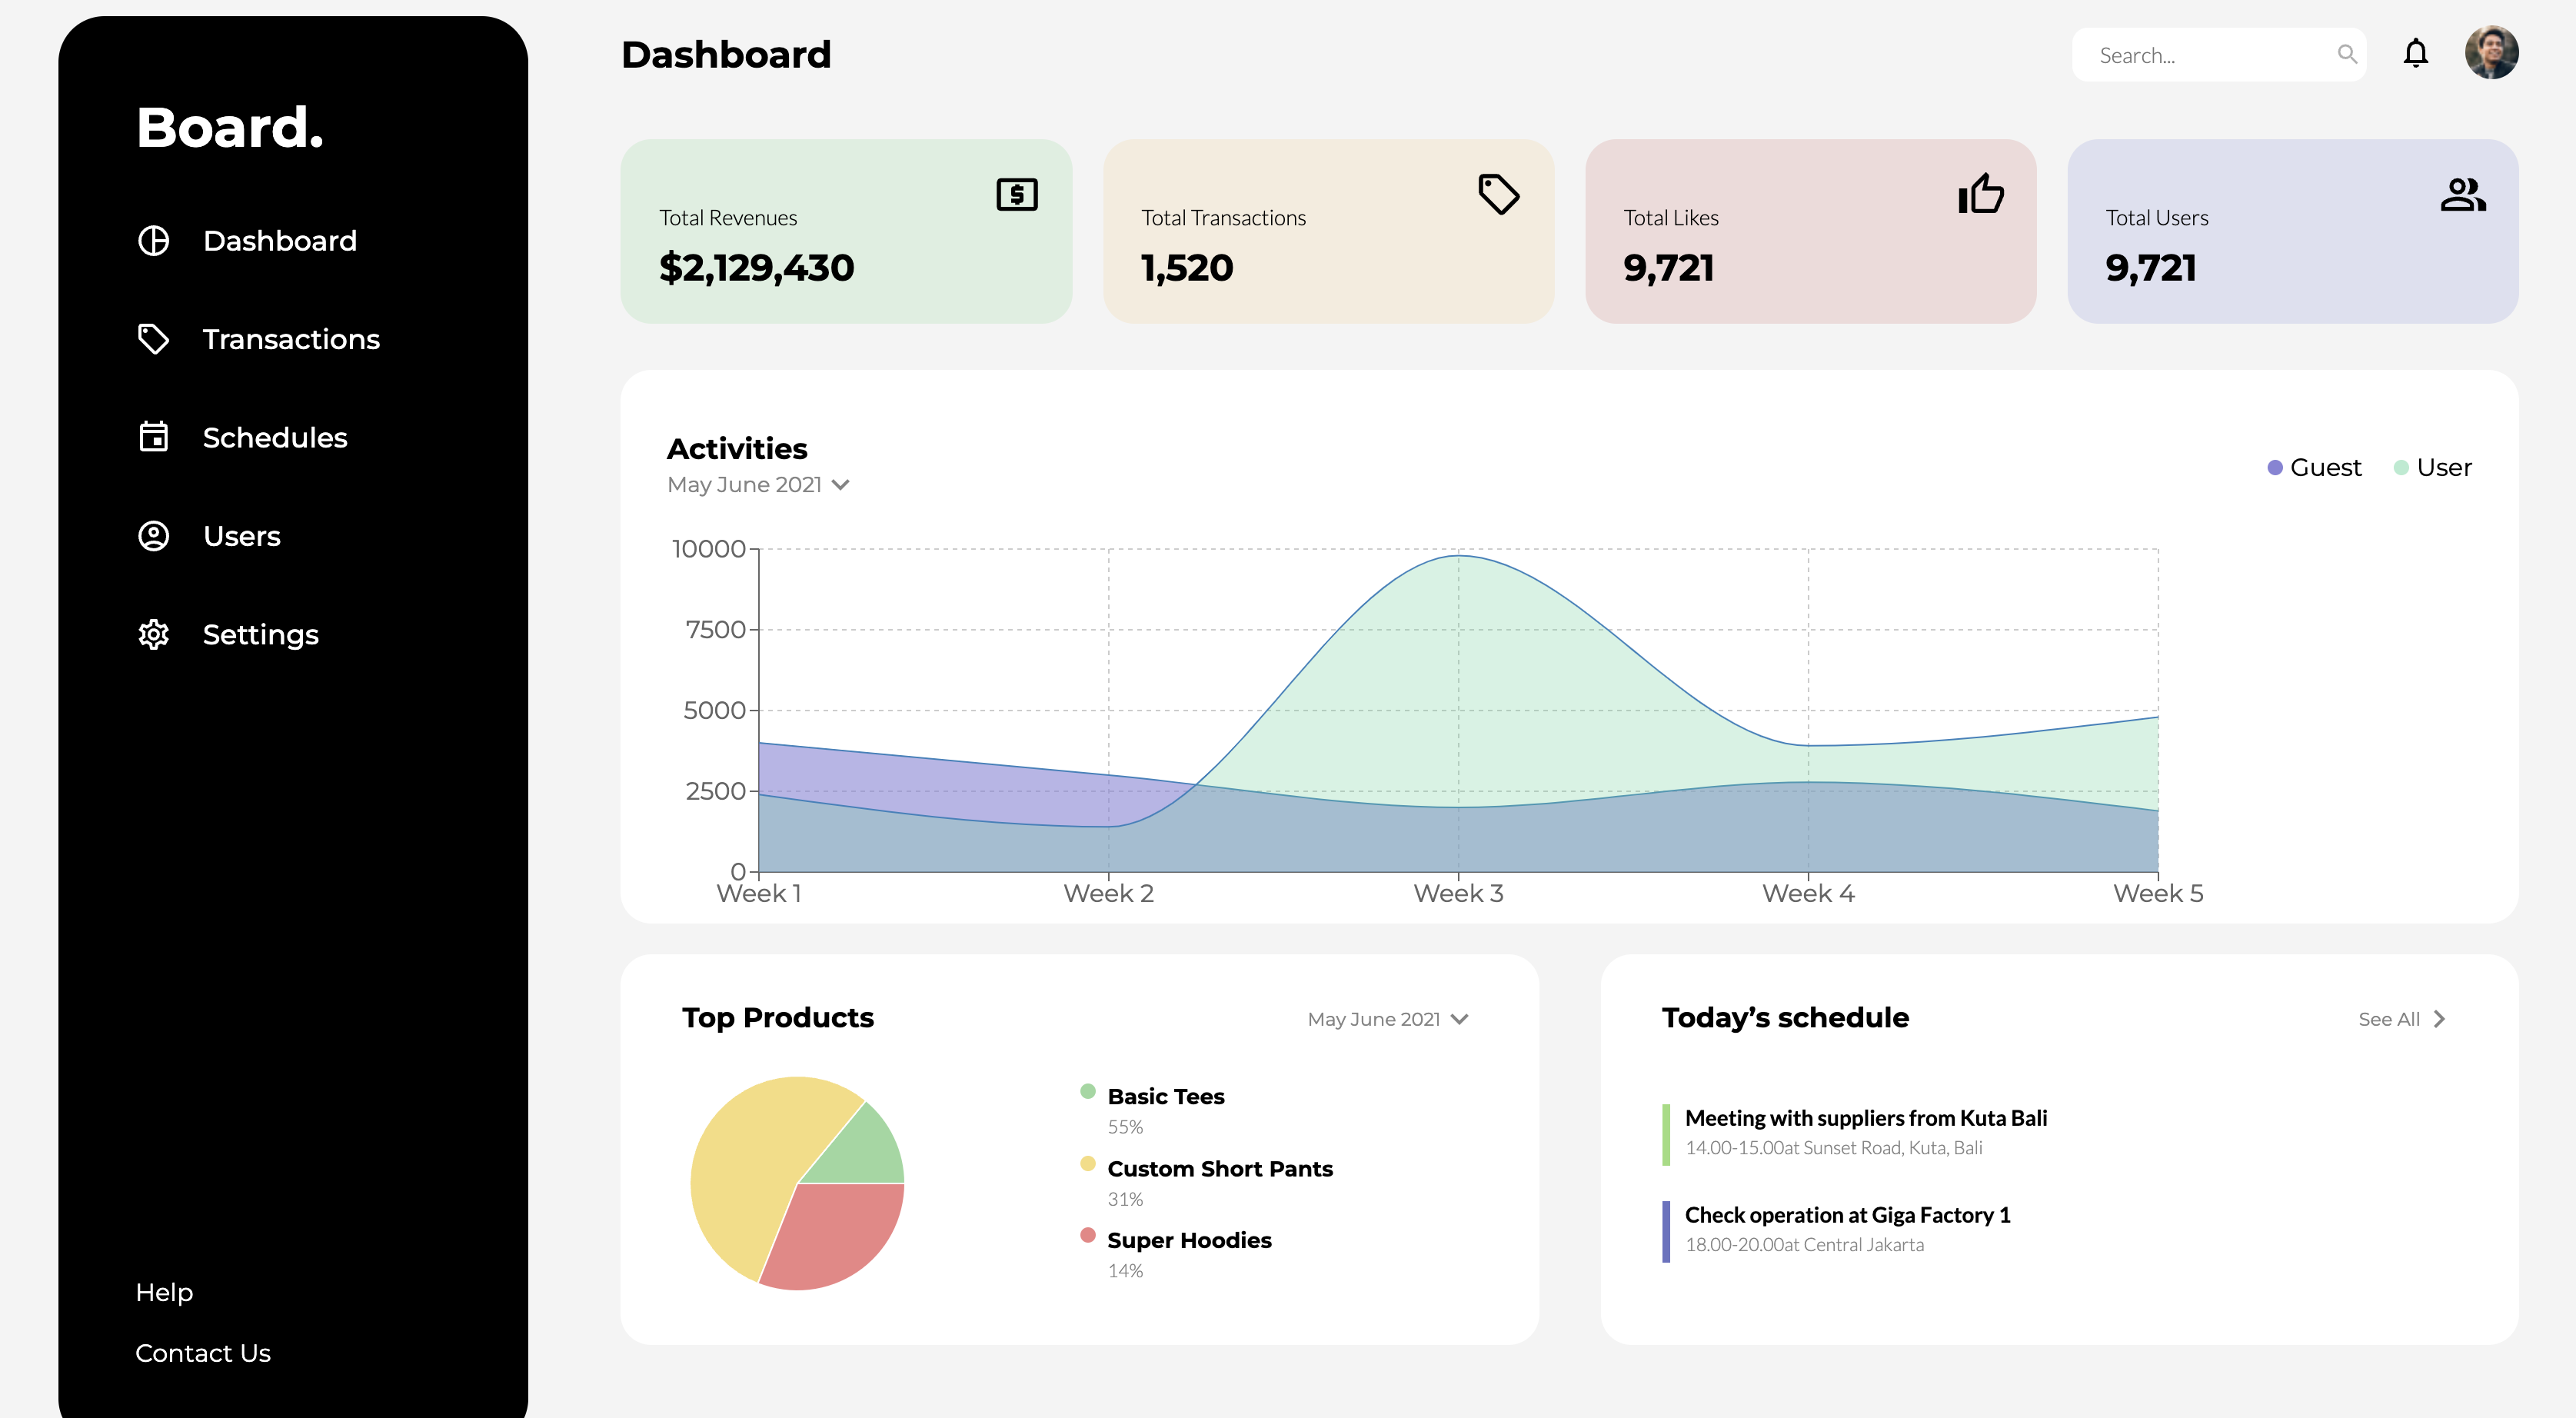 Board.
Dashboard
Transactions
Schedules
Users
Settings
Help
Contact Us
Dashboard
Search...
Total Revenues
$2,129,430
Total Transactions
1,520
Total Likes
9,721
Total Users
9,721
Activities
May June 2021
Guest User
10000
7500
5000
2500
0
Week 1 Week 2 Week 3 Week 4 Week 5
Top Products
May June 2021
Basic Tees
55%
Custom Short Pants
31%
Super Hoodies
14%
Today’s schedule
See All
Meeting with suppliers from Kuta Bali
14.00-15.00at Sunset Road, Kuta, Bali
Check operation at Giga Factory 1
18.00-20.00at Central Jakarta